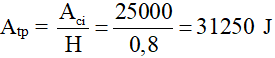 A_tp = A_ci / H = 25000 / 0,8 = 31250 J